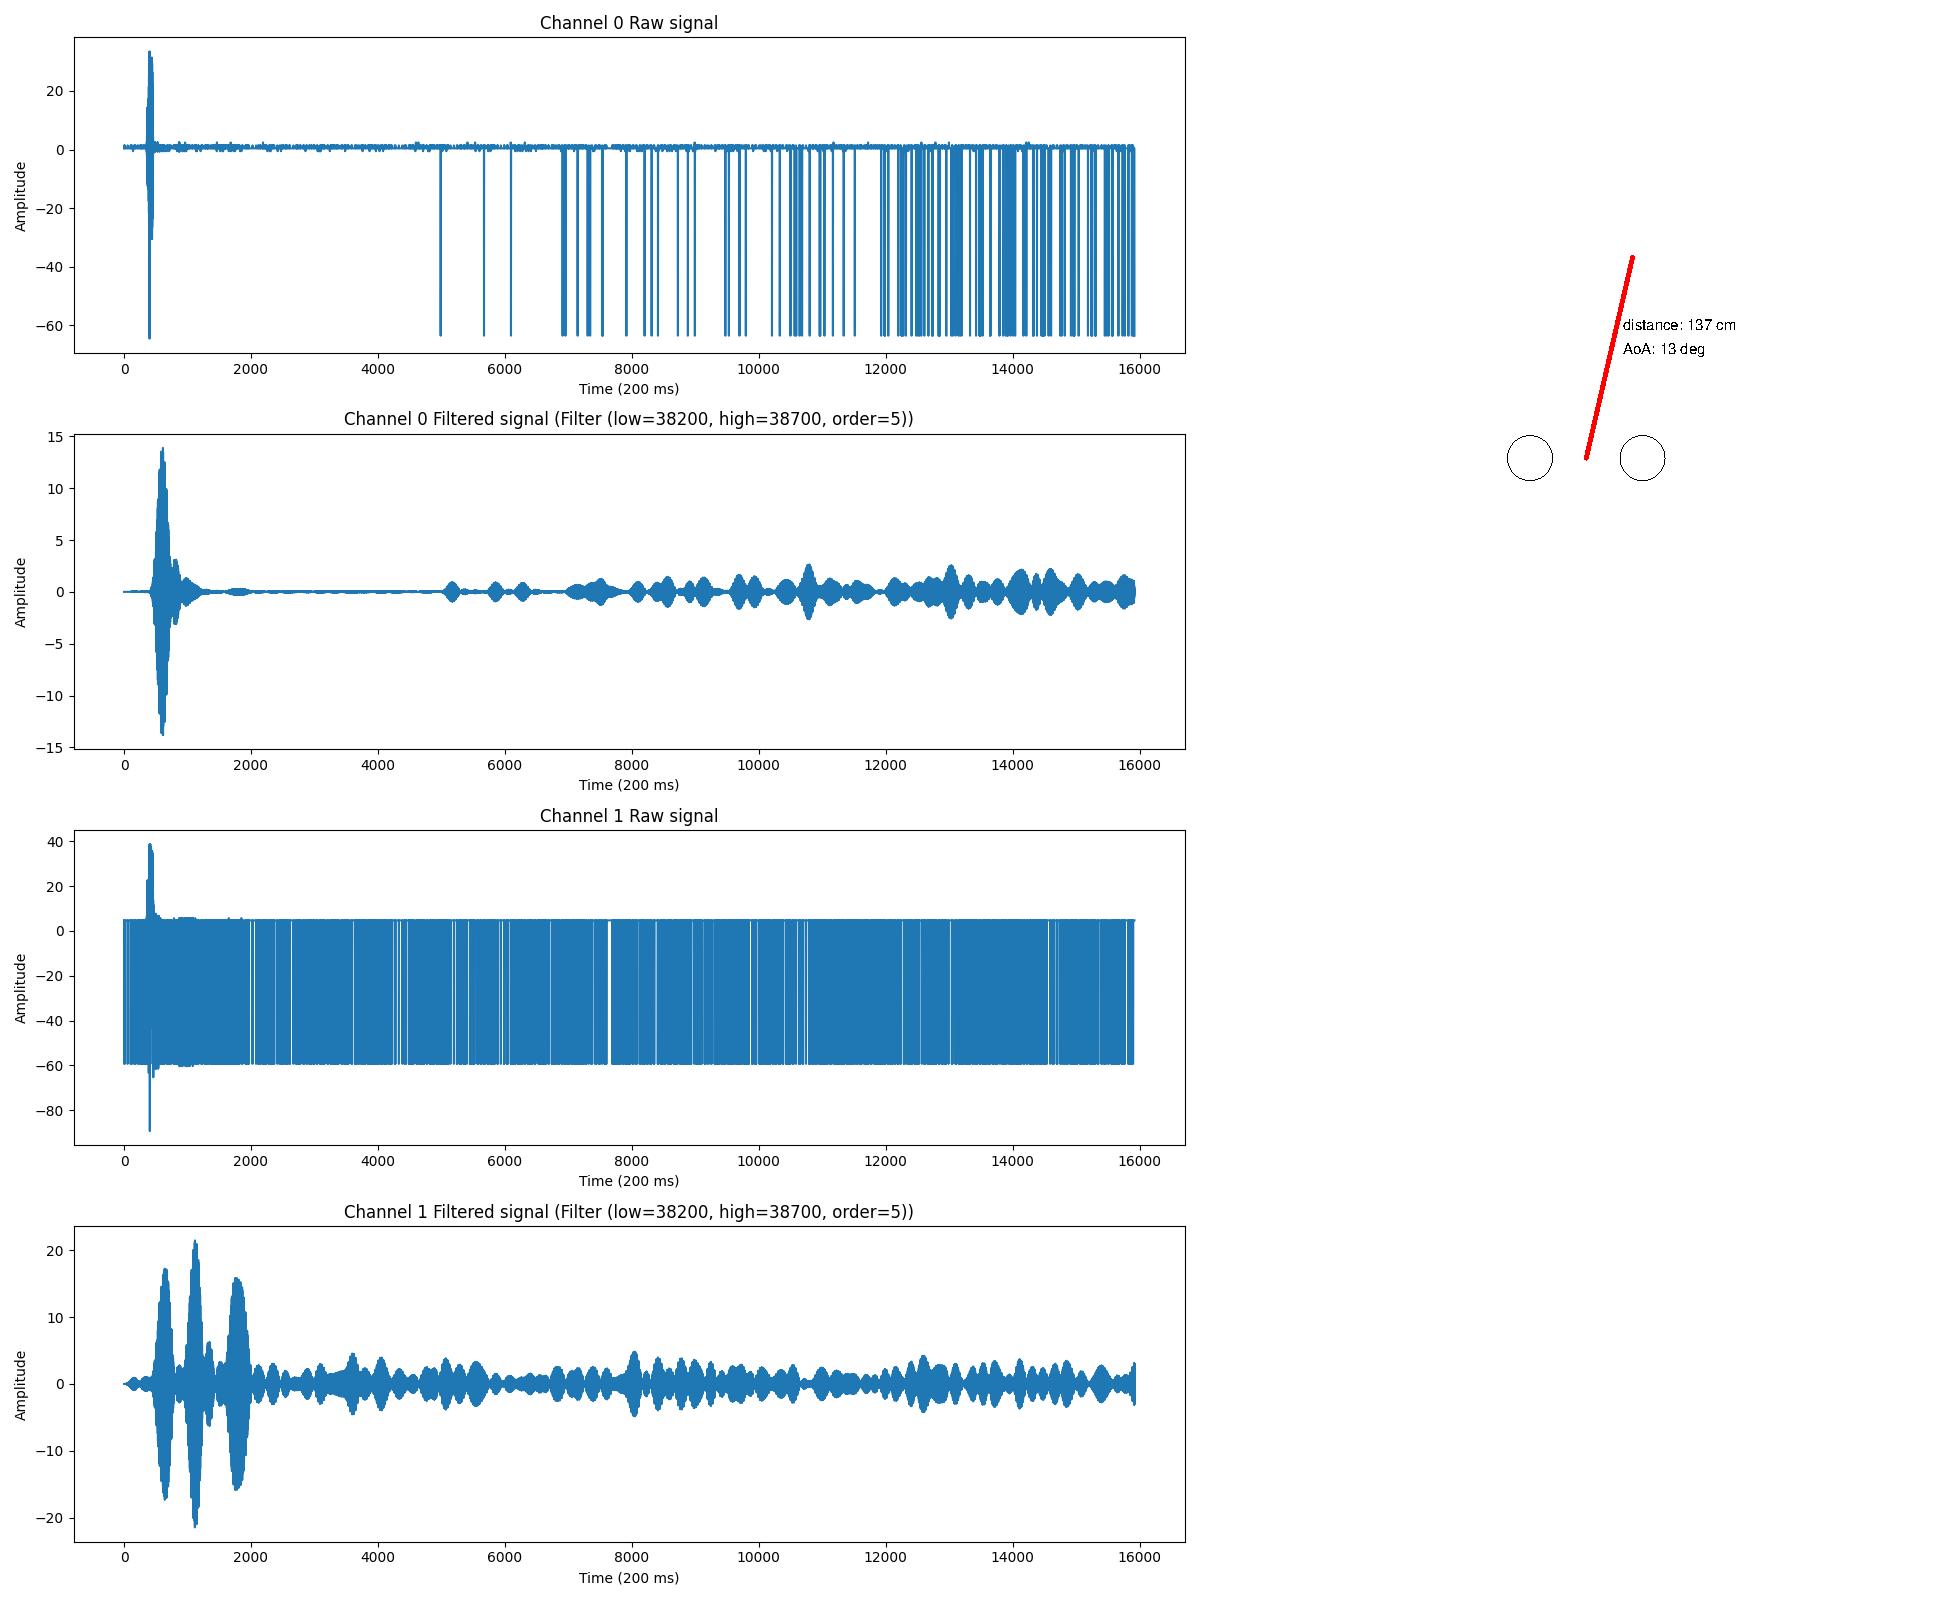 Channel 0 Raw signal
20
0
−20
−40
−60
Amplitude
0 2000 4000 6000 8000 10000 12000 14000 16000
Time (200 ms)
Channel 0 Filtered signal (Filter (low=38200, high=38700, order=5))
15
10
5
0
−5
−10
−15
Amplitude
0 2000 4000 6000 8000 10000 12000 14000 16000
Time (200 ms)
Channel 1 Raw signal
40
20
0
−20
−40
−60
−80
Amplitude
0 2000 4000 6000 8000 10000 12000 14000 16000
Time (200 ms)
Channel 1 Filtered signal (Filter (low=38200, high=38700, order=5))
20
10
0
−10
−20
Amplitude
0 2000 4000 6000 8000 10000 12000 14000 16000
Time (200 ms)
distance: 137 cm
AoA: 13 deg